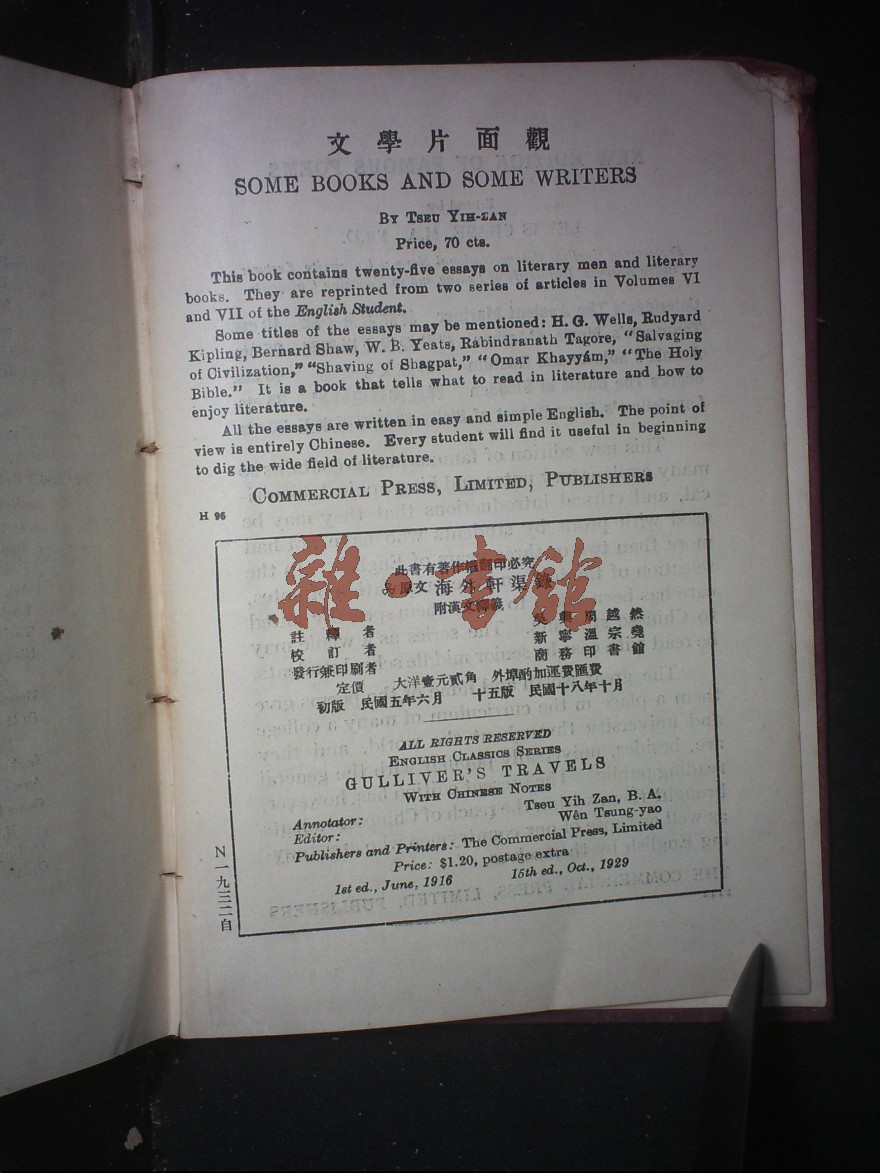 文學片面觀
SOME BOOKS AND SOME WRITERS
BY TSEU YIH-ZAN
Price, 70 cts.
This book contains twenty-five essays on literary men and literary
books. They are reprinted from two series of articles in Volumes VI
and VII of the English Student.
Some titles of the essays may be mentioned: H. G. Wells, Rudyard
Kipling, Bernard Shaw, W. B. Yeats, Rabindranath Tagore, "Salvaging
of Civilization," "Shaving of Shagpat," "Omar Khayyám," "The Holy
Bible." It is a book that tells what to read in literature and how to
enjoy literature.
All the essays are written in easy and simple English. The point of
view is entirely Chinese. Every student will find it useful in beginning
to dig the wide field of literature.
COMMERCIAL PRESS, LIMITED, PUBLISHERS
H 96
此書有著作權翻印必究
原文 海外軒渠錄
附漢文釋義
註釋者 吳興周越然
校訂者 新寧溫宗堯
發行兼印刷者 商務印書館
定價 大洋壹元貳角 外埠酌加運費匯費
初版 民國五年六月 十五版 民國十八年十月
ALL RIGHTS RESERVED
ENGLISH CLASSICS SERIES
GULLIVER'S TRAVELS
WITH CHINESE NOTES
Annotator: Tseu Yih Zan, B. A.
Editor: Wên Tsung-yao
Publishers and Printers: The Commercial Press, Limited
Price: $1.20, postage extra
1st ed., June, 1916 15th ed., Oct., 1929
N一九三二自
雜·書館